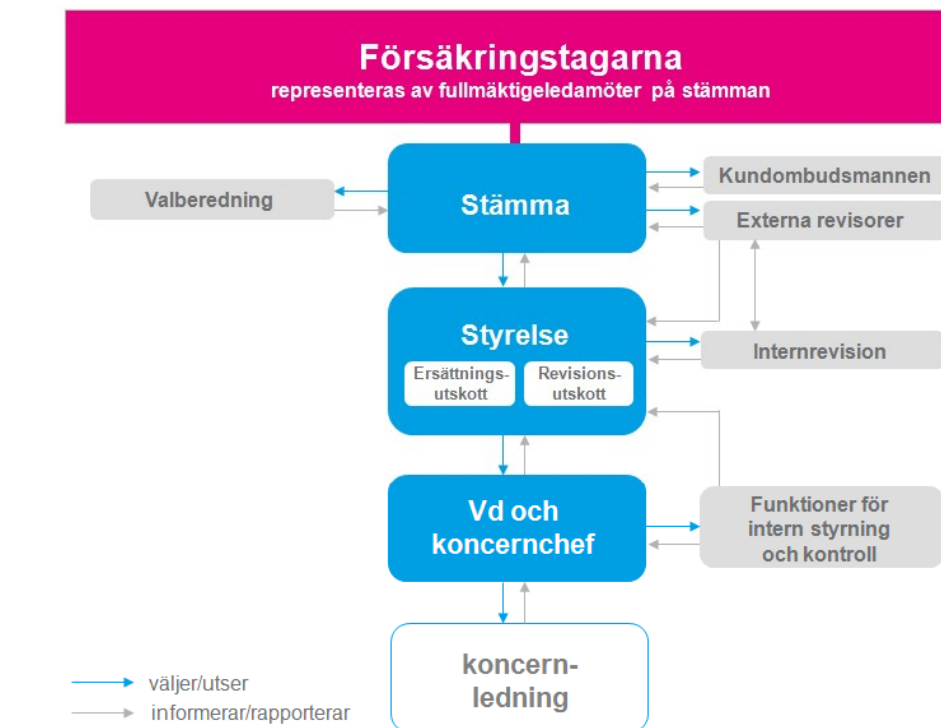 Försäkringstagarna
representeras av fullmäktigeledamöter på stämman
Valberedning
Stämma
Kundombudsmannen
Externa revisorer
Styrelse
Ersättnings-
utskott
Revisions-
utskott
Internrevision
Vd och
koncernchef
Funktioner för
intern styrning
och kontroll
koncern-
ledning
väljer/utser
informerar/rapporterar